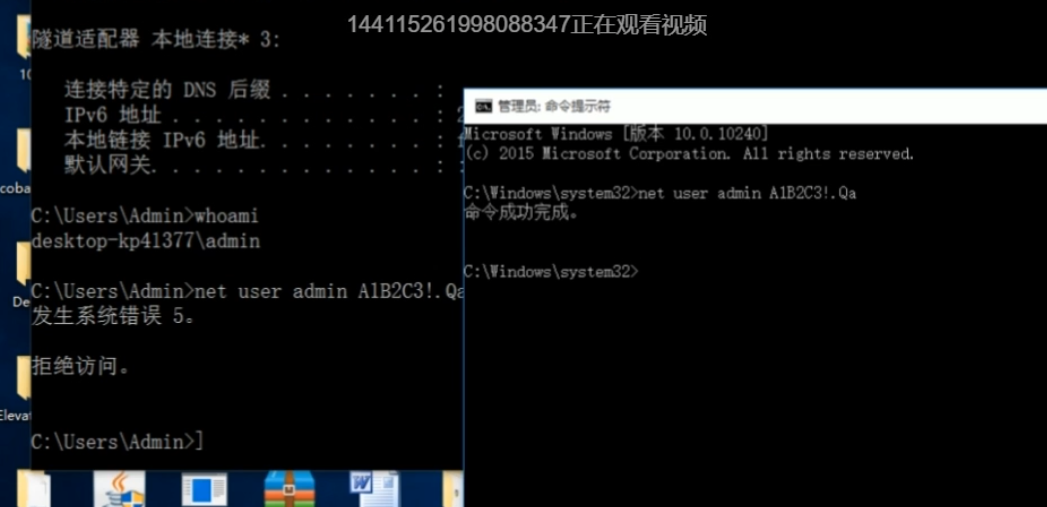 144115261998088347正在观看视频
隧道适配器 本地连接* 3:
连接特定的 DNS 后缀 . . . . . . . :
IPv6 地址 . . . . . . . . . . . . : 2
本地链接 IPv6 地址. . . . . . . . :
默认网关. . . . . . . . . . . . . :
C:\Users\Admin>whoami
desktop-kp41377\admin
C:\Users\Admin>net user admin A1B2C3!.Qa
发生系统错误 5。
拒绝访问。
C:\Users\Admin>]
管理员: 命令提示符
Microsoft Windows [版本 10.0.10240]
(c) 2015 Microsoft Corporation. All rights reserved.
C:\Windows\system32>net user admin A1B2C3!.Qa
命令成功完成。
C:\Windows\system32>
10
coba
De
Eleva